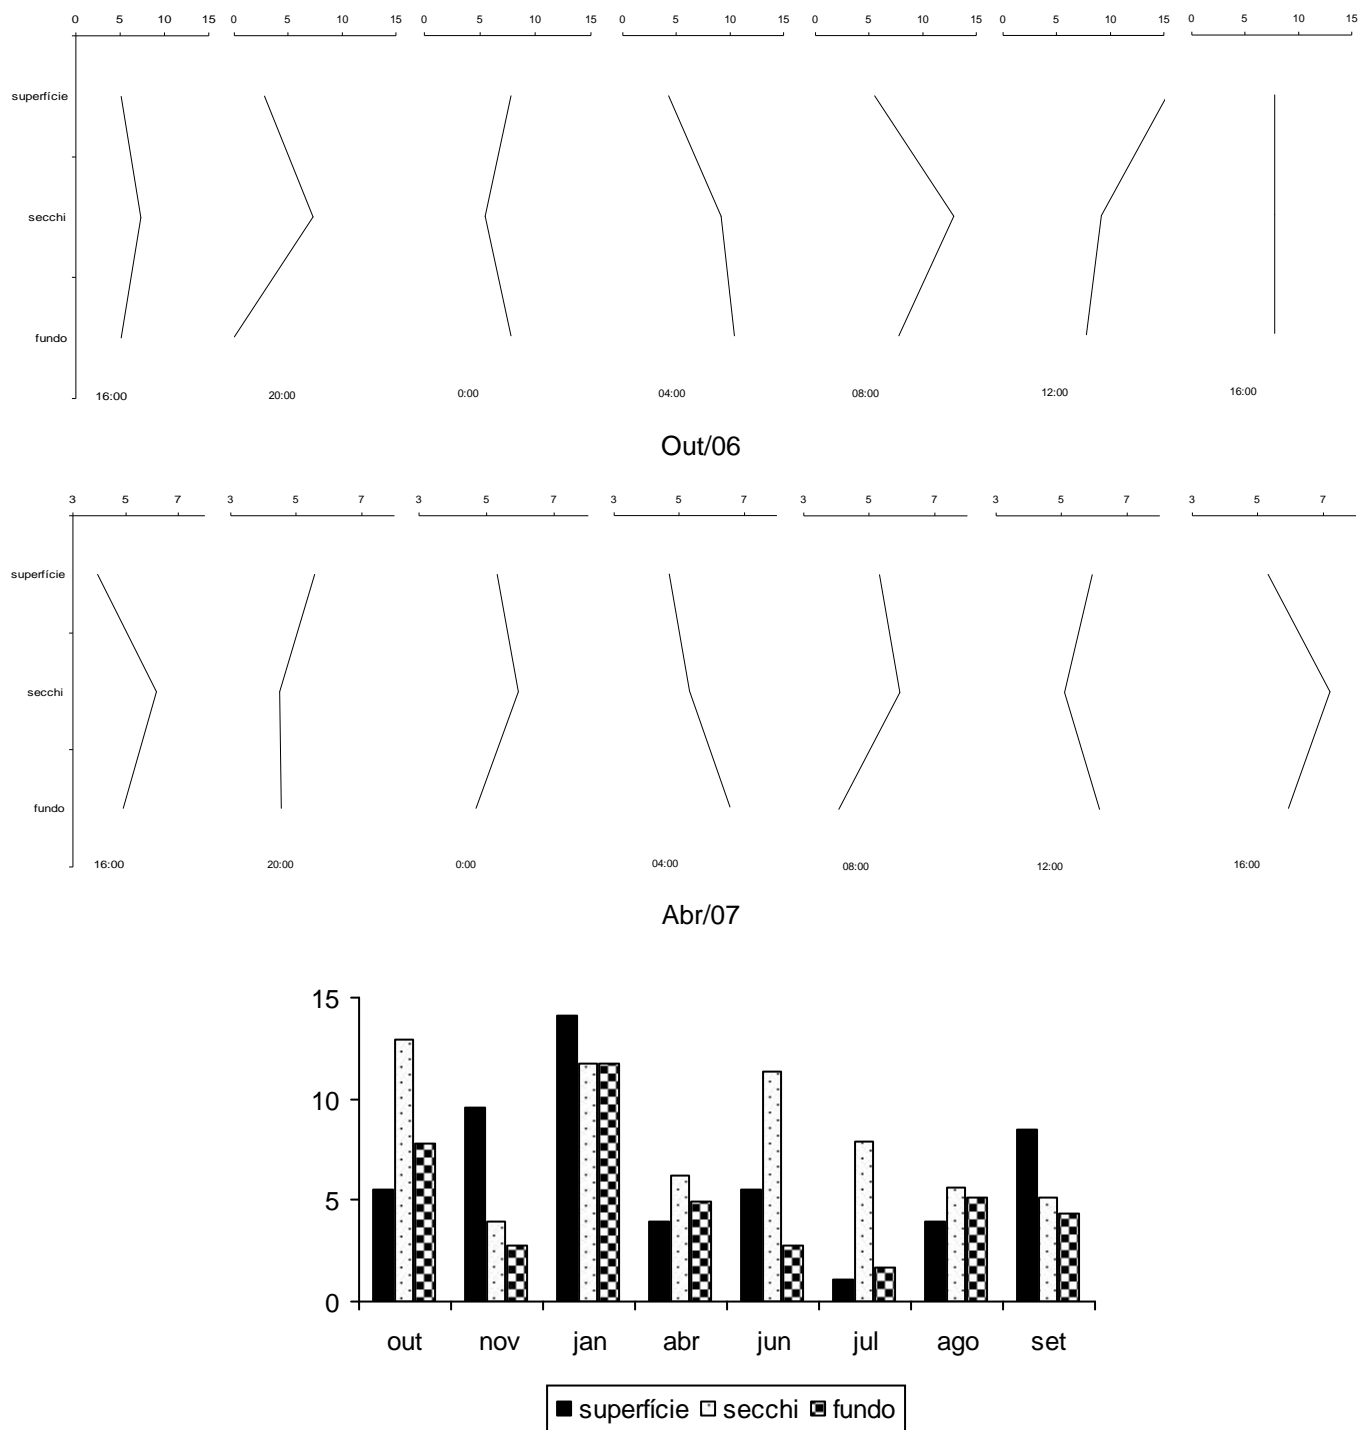 0 5 10 15 0 5 10 15 0 5 10 15 0 5 10 15 0 5 10 15 0 5 10 15 0 5 10 15
superfície
secchi
fundo
16:00 20:00 0:00 04:00 08:00 12:00 16:00
Out/06
3 5 7 3 5 7 3 5 7 3 5 7 3 5 7 3 5 7 3 5 7
superfície
secchi
fundo
16:00 20:00 0:00 04:00 08:00 12:00 16:00
Abr/07
15
10
5
0
out nov jan abr jun jul ago set
superfície secchi fundo